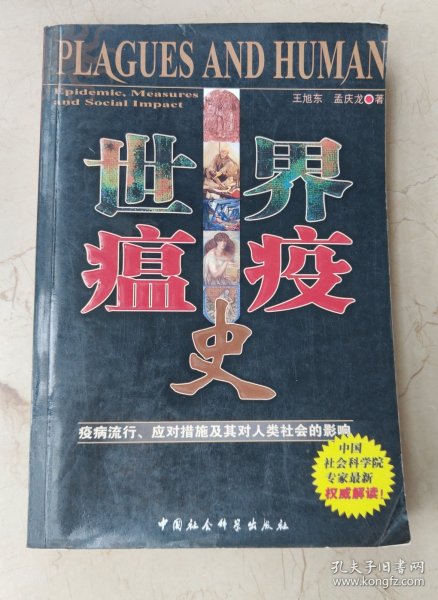 PLAGUES AND HUMAN
Epidemic, Measures
and Social Impact
王旭东 孟庆龙●著
世界
瘟疫
史
疫病流行、应对措施及其对人类社会的影响
中国
社会科学院
专家最新
权威解读!
中国社会科学出版社
孔夫子旧书网
www.kongfz.com